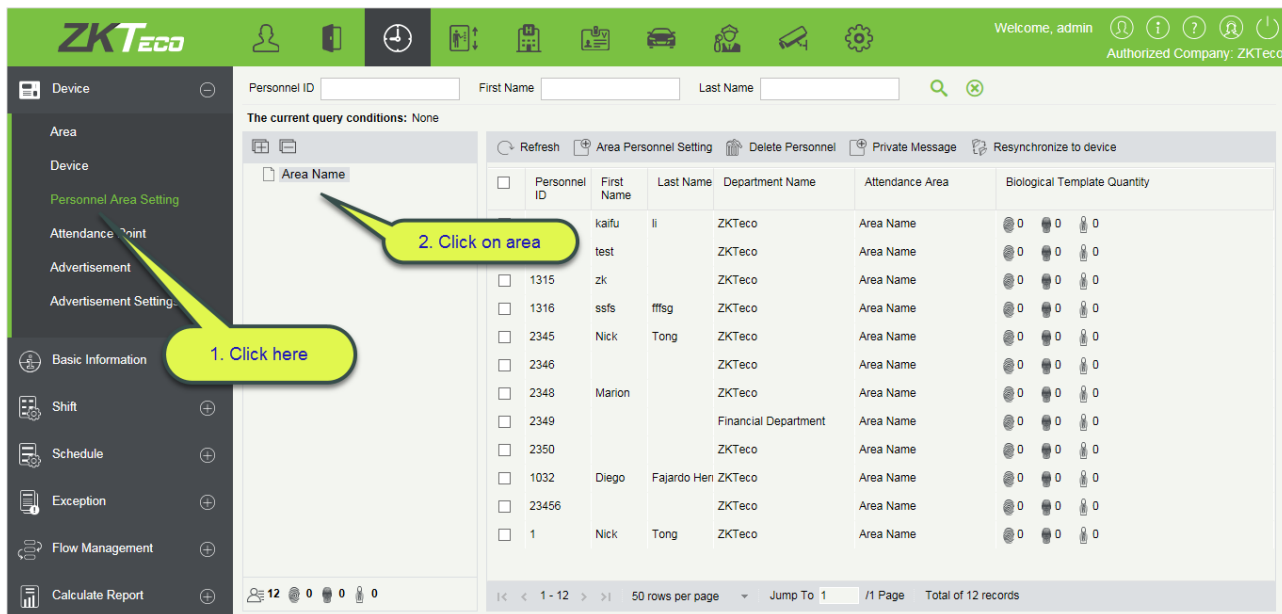 ZKTECO
Welcome, admin
Authorized Company: ZKTeco
Device
Area
Device
Personnel Area Setting
Attendance Point
Advertisement
Advertisement Settings
Basic Information
Shift
Schedule
Exception
Flow Management
Calculate Report
1. Click here
Personnel ID First Name Last Name
The current query conditions: None
Area Name
2. Click on area
12 0 0 0
Refresh Area Personnel Setting Delete Personnel Private Message Resynchronize to device
Personnel ID First Name Last Name Department Name Attendance Area Biological Template Quantity
kaifu li ZKTeco Area Name 0 0 0
test ZKTeco Area Name 0 0 0
1315 zk ZKTeco Area Name 0 0 0
1316 ssfs fffsg ZKTeco Area Name 0 0 0
2345 Nick Tong ZKTeco Area Name 0 0 0
2346 ZKTeco Area Name 0 0 0
2348 Marion ZKTeco Area Name 0 0 0
2349 Financial Department Area Name 0 0 0
2350 ZKTeco Area Name 0 0 0
1032 Diego Fajardo Herr ZKTeco Area Name 0 0 0
23456 ZKTeco Area Name 0 0 0
1 Nick Tong ZKTeco Area Name 0 0 0
1 - 12 50 rows per page Jump To 1 /1 Page Total of 12 records